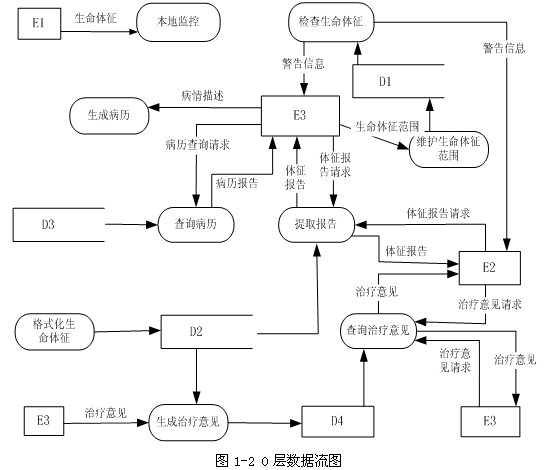 E1
生命体征
本地监控
检查生命体征
警告信息
警告信息
D1
病情描述
生成病历
E3
生命体征范围
维护生命体征
范围
病历查询请求
病历报告
体征
报告
体征报
告请求
D3
查询病历
提取报告
体征报告请求
体征报告
E2
治疗意见
治疗意见请求
格式化生
命体征
D2
查询治疗意见
治疗意
见请求
治疗意见
E3
治疗意见
生成治疗意见
D4
E3
图 1-2 0 层数据流图